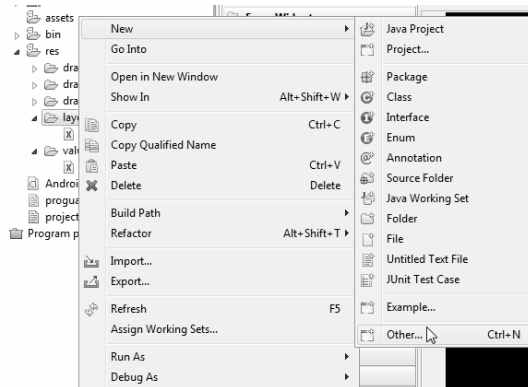 assets
bin
res
dra
dra
dra
layo
X
valu
X
Androi
progua
project
Program p
New
Go Into
Open in New Window
Show In Alt+Shift+W
Copy Ctrl+C
Copy Qualified Name
Paste Ctrl+V
Delete Delete
Build Path
Refactor Alt+Shift+T
Import...
Export...
Refresh F5
Assign Working Sets...
Run As
Debug As
Java Project
Project...
Package
Class
Interface
Enum
Annotation
Source Folder
Java Working Set
Folder
File
Untitled Text File
JUnit Test Case
Example...
Other... Ctrl+N